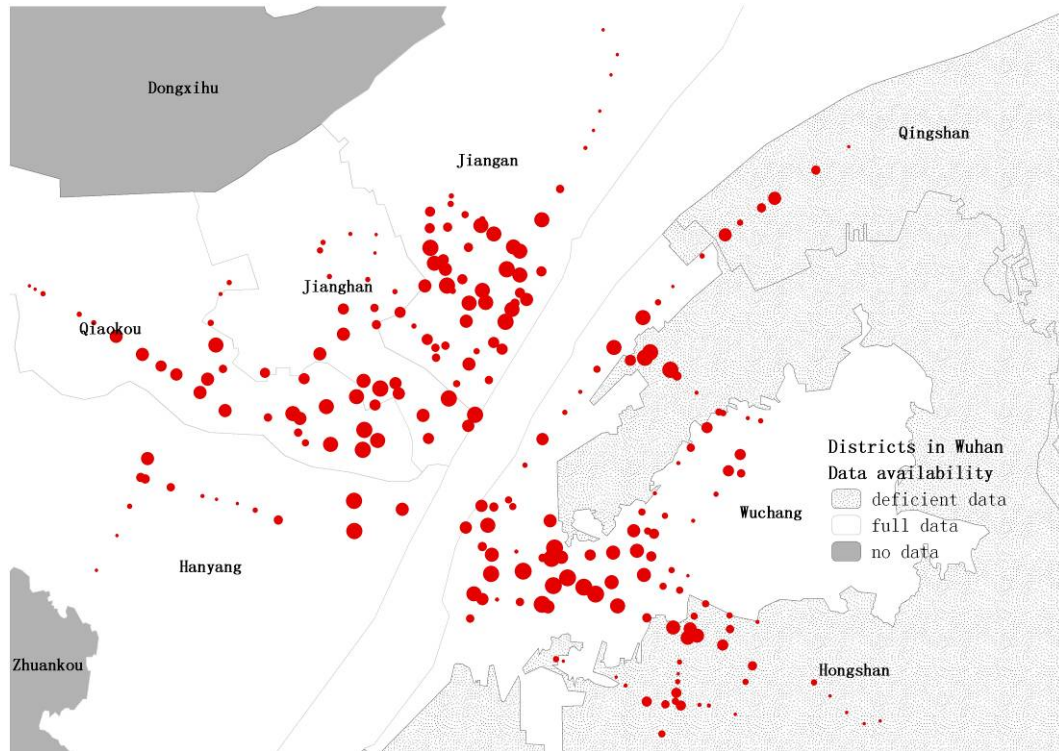 Dongxihu
Qingshan
Jiangan
Jianghan
Qiaokou
Districts in Wuhan
Data availability
deficient data
full data
no data
Wuchang
Hanyang
Zhuankou
Hongshan